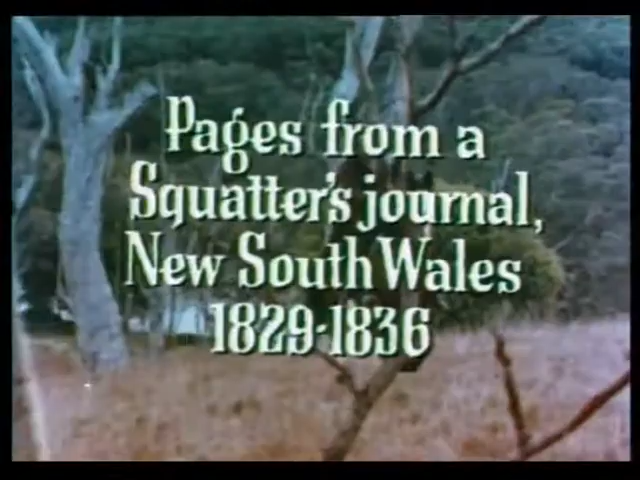 Pages from a
Squatter's journal,
New South Wales
1829-1836